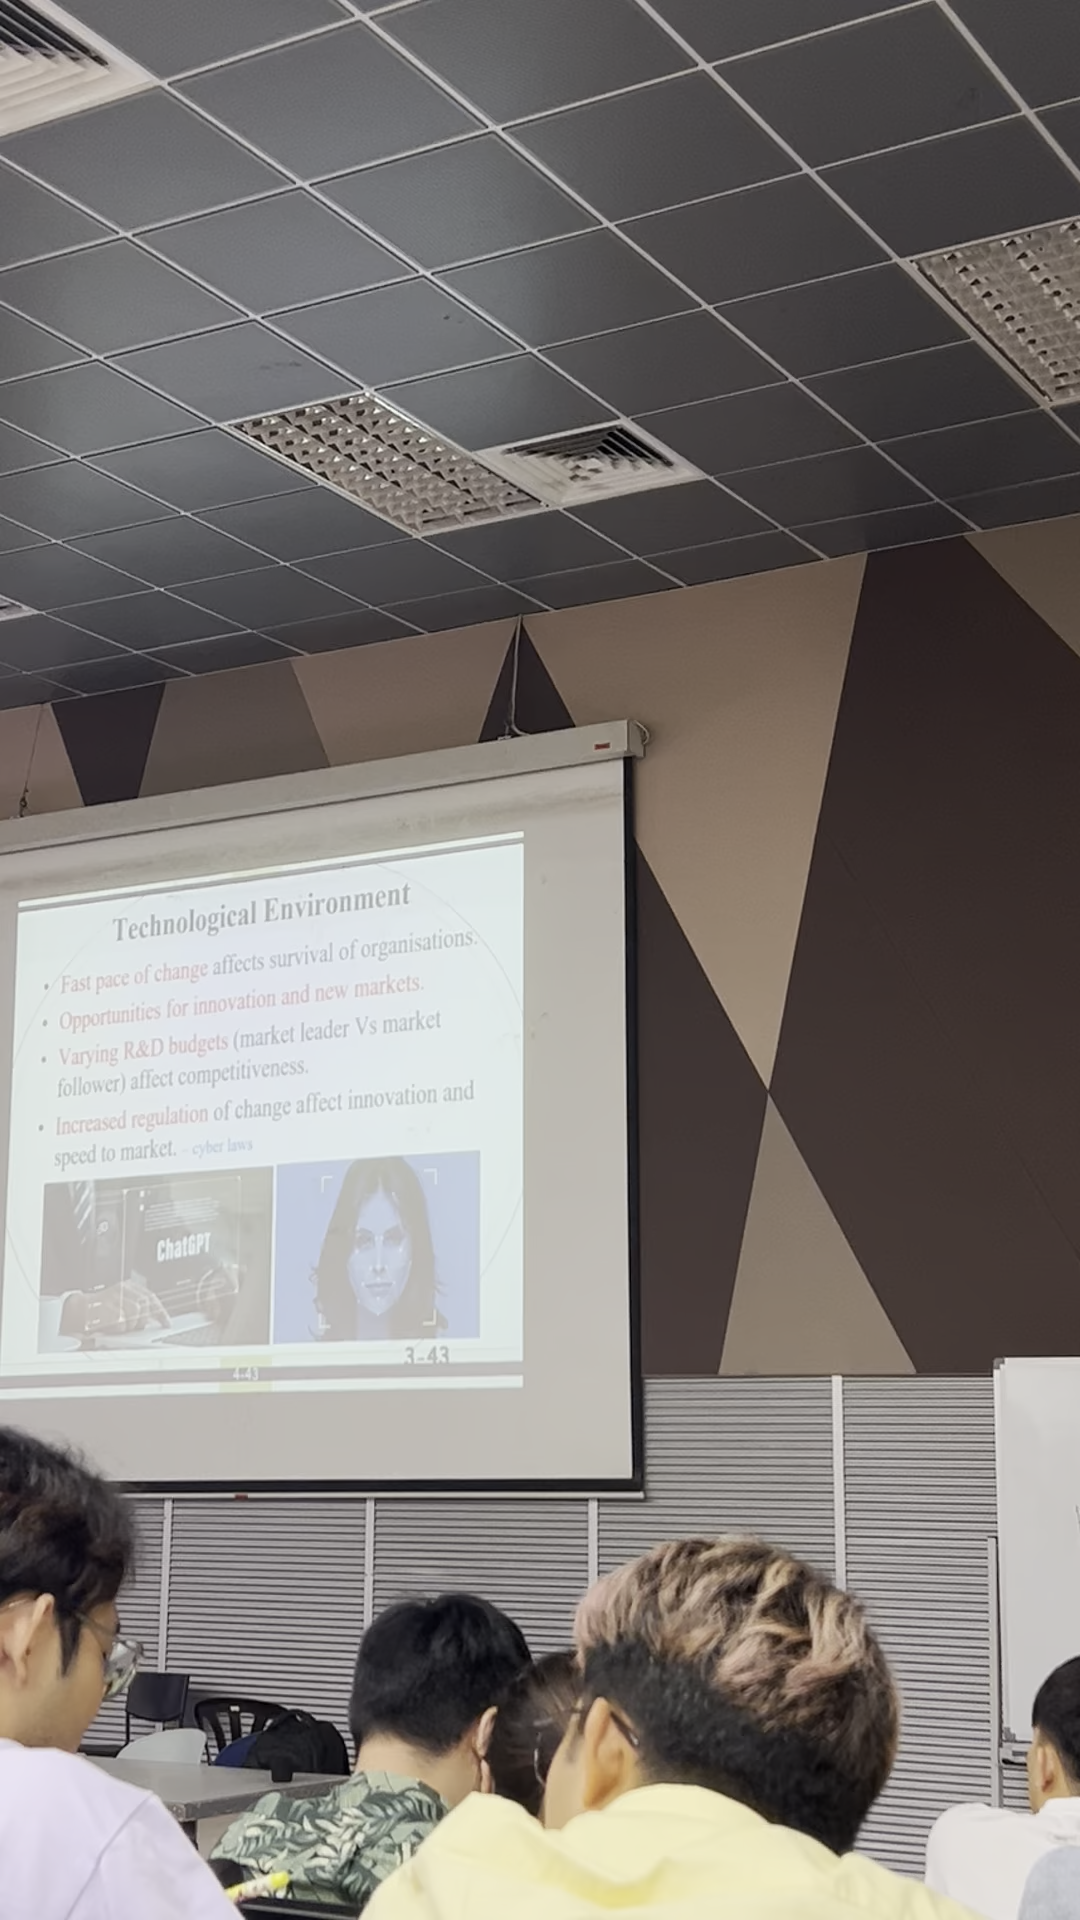 Technological Environment
• Fast pace of change affects survival of organisations.
• Opportunities for innovation and new markets.
• Varying R&D budgets (market leader Vs market
follower) affect competitiveness.
• Increased regulation of change affect innovation and
speed to market. - cyber laws
ChatGPT
3-43
4-43